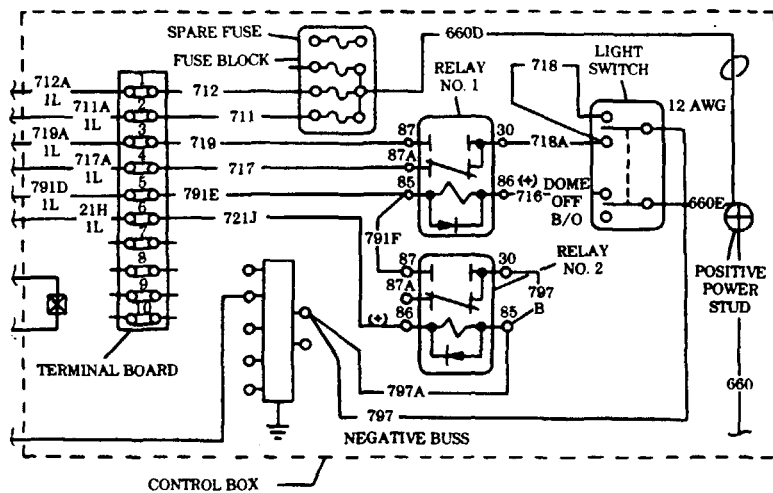 SPARE FUSE
FUSE BLOCK
660D
RELAY
NO. 1
LIGHT
SWITCH
718
12 AWG
712A
1L
1
712
711A
1L
2
711
719A
1L
3
719
87
30
718A
717A
1L
4
717
87A
791D
1L
5
791E
85
86 (+)
716
DOME
OFF
B/O
660E
21H
1L
6
721J
7
8
9
10
791F
87
30
RELAY
NO. 2
87A
797
B
(+)
86
85
POSITIVE
POWER
STUD
TERMINAL BOARD
797A
797
660
NEGATIVE BUSS
CONTROL BOX